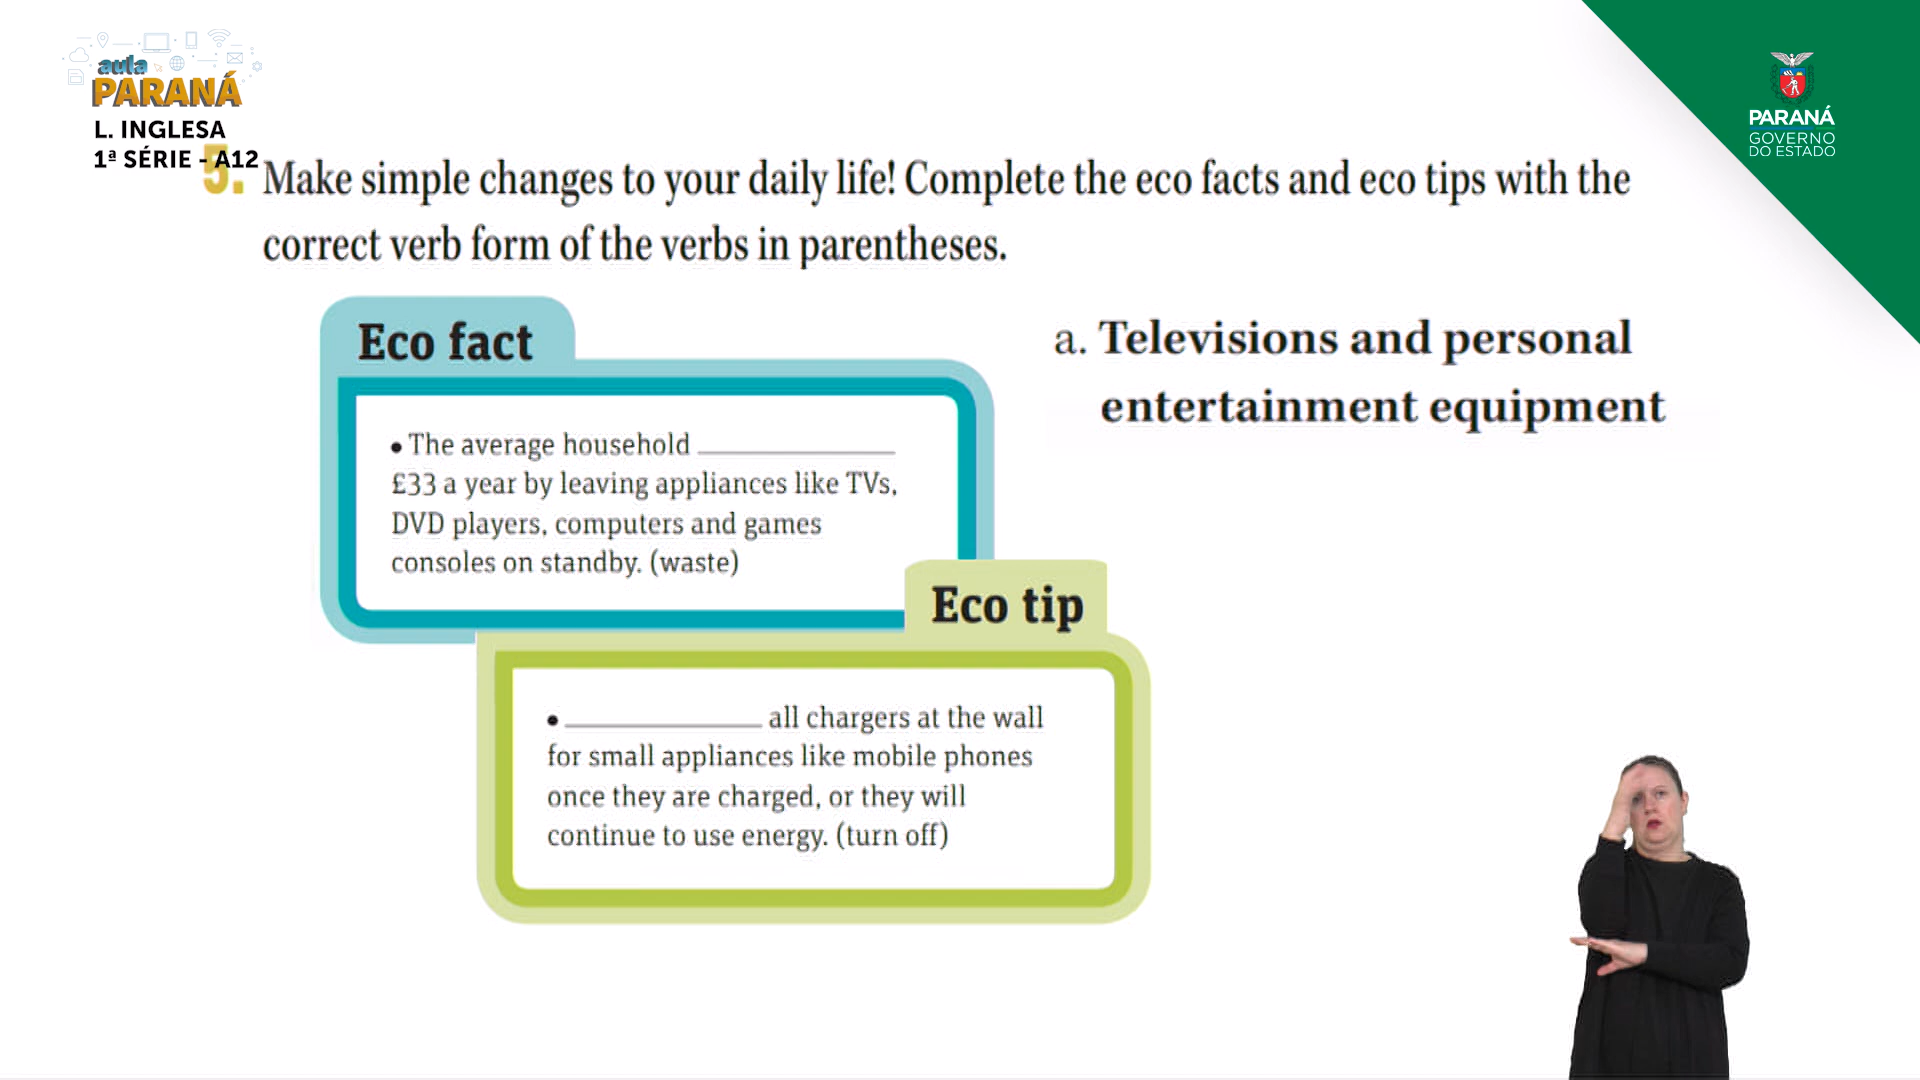 aula
PARANÁ
L. INGLESA
1ª SÉRIE - A12
PARANÁ
GOVERNO
DO ESTADO
5. Make simple changes to your daily life! Complete the eco facts and eco tips with the
correct verb form of the verbs in parentheses.
Eco fact
• The average household ____________
£33 a year by leaving appliances like TVs,
DVD players, computers and games
consoles on standby. (waste)
a. Televisions and personal
entertainment equipment
Eco tip
• ____________ all chargers at the wall
for small appliances like mobile phones
once they are charged, or they will
continue to use energy. (turn off)